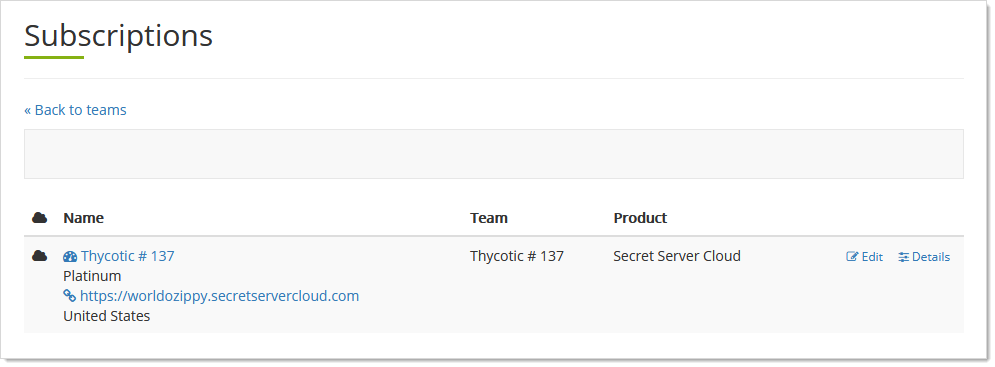 Subscriptions
« Back to teams
Name Team Product
Thycotic # 137 Thycotic # 137 Secret Server Cloud Edit Details
Platinum
https://worldozippy.secretservercloud.com
United States